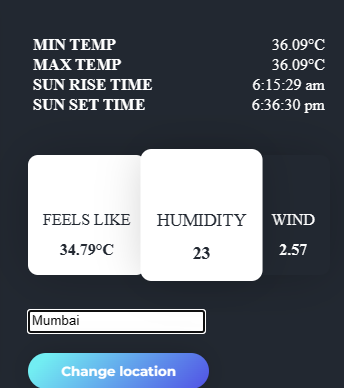 MIN TEMP 36.09°C
MAX TEMP 36.09°C
SUN RISE TIME 6:15:29 am
SUN SET TIME 6:36:30 pm
FEELS LIKE HUMIDITY WIND
34.79°C 23 2.57
Mumbai
Change location